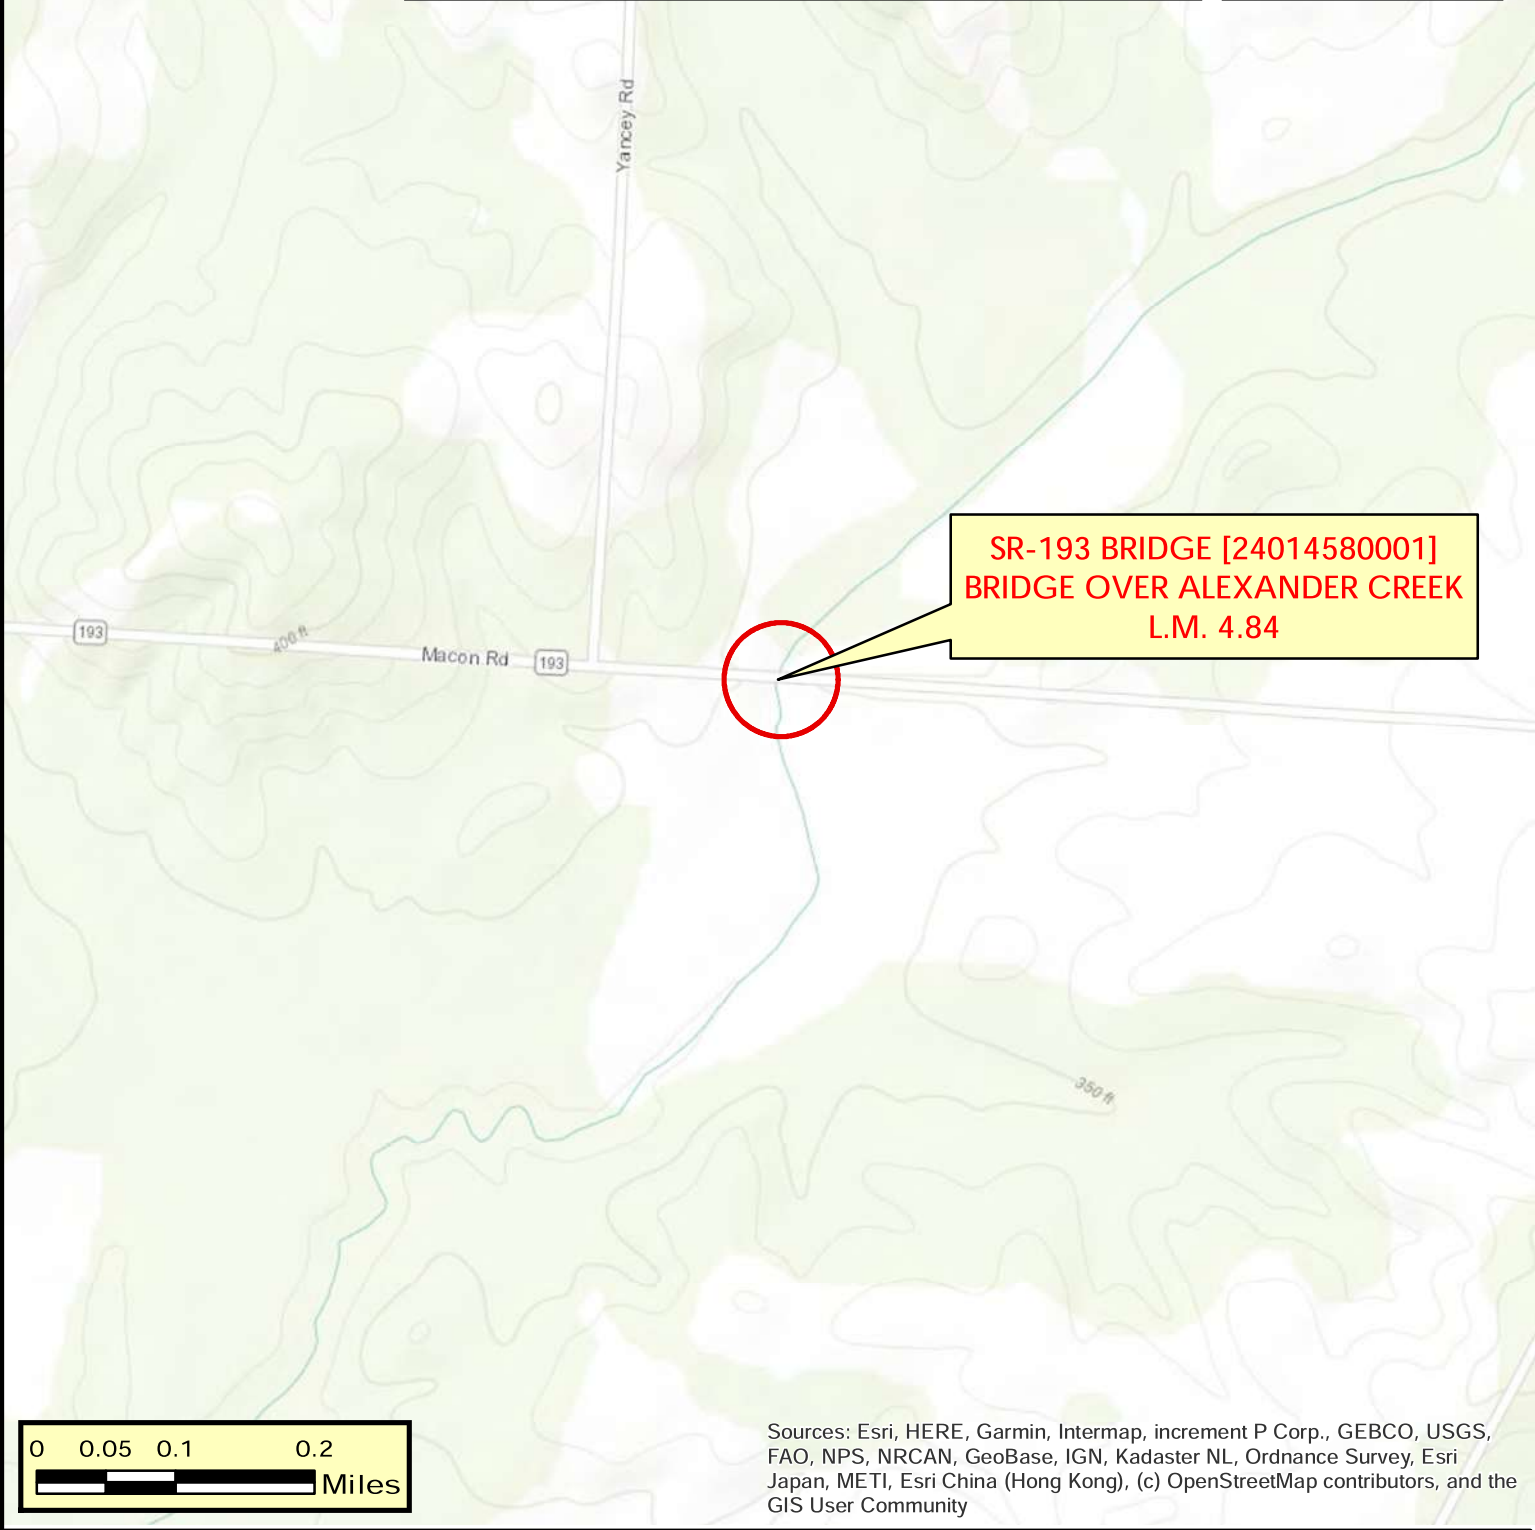 Yancey Rd
SR-193 BRIDGE [24014580001]
BRIDGE OVER ALEXANDER CREEK
L.M. 4.84
193
400 ft
Macon Rd
193
350 ft
0 0.05 0.1 0.2
Miles
Sources: Esri, HERE, Garmin, Intermap, increment P Corp., GEBCO, USGS,
FAO, NPS, NRCAN, GeoBase, IGN, Kadaster NL, Ordnance Survey, Esri
Japan, METI, Esri China (Hong Kong), (c) OpenStreetMap contributors, and the
GIS User Community